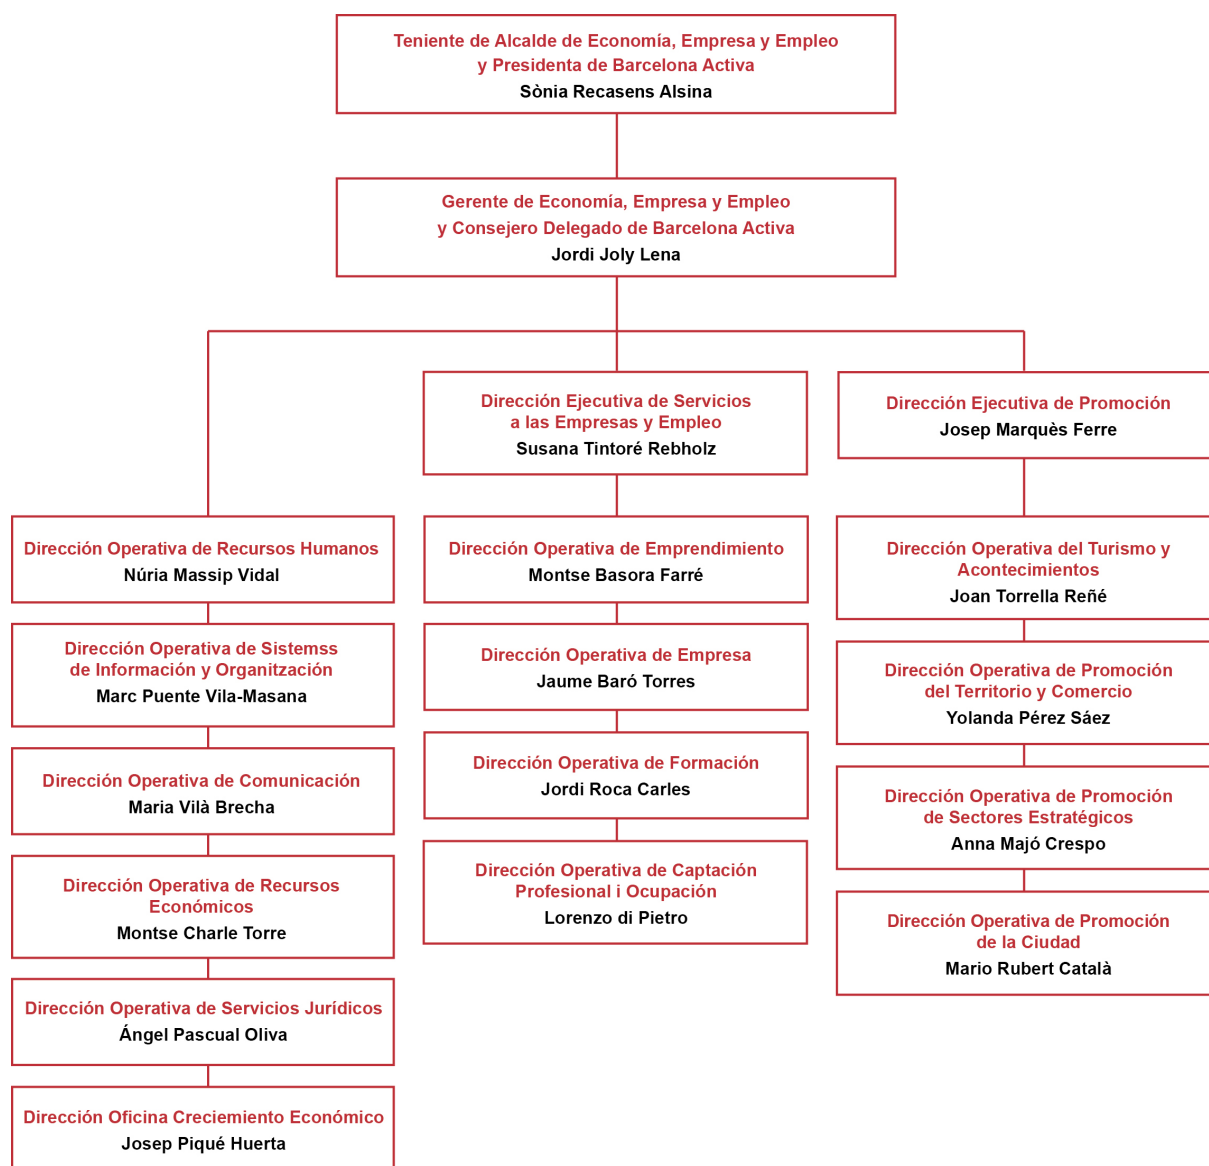 Teniente de Alcalde de Economía, Empresa y Empleo
y Presidenta de Barcelona Activa
Sònia Recasens Alsina
Gerente de Economía, Empresa y Empleo
y Consejero Delegado de Barcelona Activa
Jordi Joly Lena
Dirección Ejecutiva de Servicios
a las Empresas y Empleo
Susana Tintoré Rebholz
Dirección Ejecutiva de Promoción
Josep Marquès Ferre
Dirección Operativa de Recursos Humanos
Núria Massip Vidal
Dirección Operativa de Sistemss
de Información y Organitzación
Marc Puente Vila-Masana
Dirección Operativa de Comunicación
Maria Vilà Brecha
Dirección Operativa de Recursos
Económicos
Montse Charle Torre
Dirección Operativa de Servicios Jurídicos
Ángel Pascual Oliva
Dirección Oficina Creciemiento Económico
Josep Piqué Huerta
Dirección Operativa de Emprendimiento
Montse Basora Farré
Dirección Operativa de Empresa
Jaume Baró Torres
Dirección Operativa de Formación
Jordi Roca Carles
Dirección Operativa de Captación
Profesional i Ocupación
Lorenzo di Pietro
Dirección Operativa del Turismo y
Acontecimientos
Joan Torrella Reñé
Dirección Operativa de Promoción
del Territorio y Comercio
Yolanda Pérez Sáez
Dirección Operativa de Promoción
de Sectores Estratégicos
Anna Majó Crespo
Dirección Operativa de Promoción
de la Ciudad
Mario Rubert Català